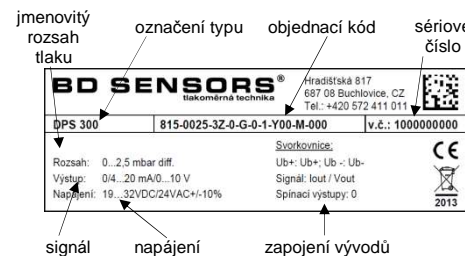 jmenovitý
rozsah
tlaku
označení typu
objednací kód
sériové
číslo
BD SENSORS®
tlakoměrná technika
Hradišťská 817
687 08 Buchlovice, CZ
Tel.: +420 572 411 011
DPS 300
815-0025-3Z-0-G-0-1-Y00-M-000
v.č.: 1000000000
Rozsah: 0...2,5 mbar diff.
Výstup: 0/4...20 mA/0...10 V
Napájení: 19...32VDC/24VAC+/-10%
Svorkovnice:
Ub+: Ub+; Ub -: Ub-
Signál: Iout / Vout
Spínací výstupy: 0
CE
2013
signál
napájení
zapojení vývodů